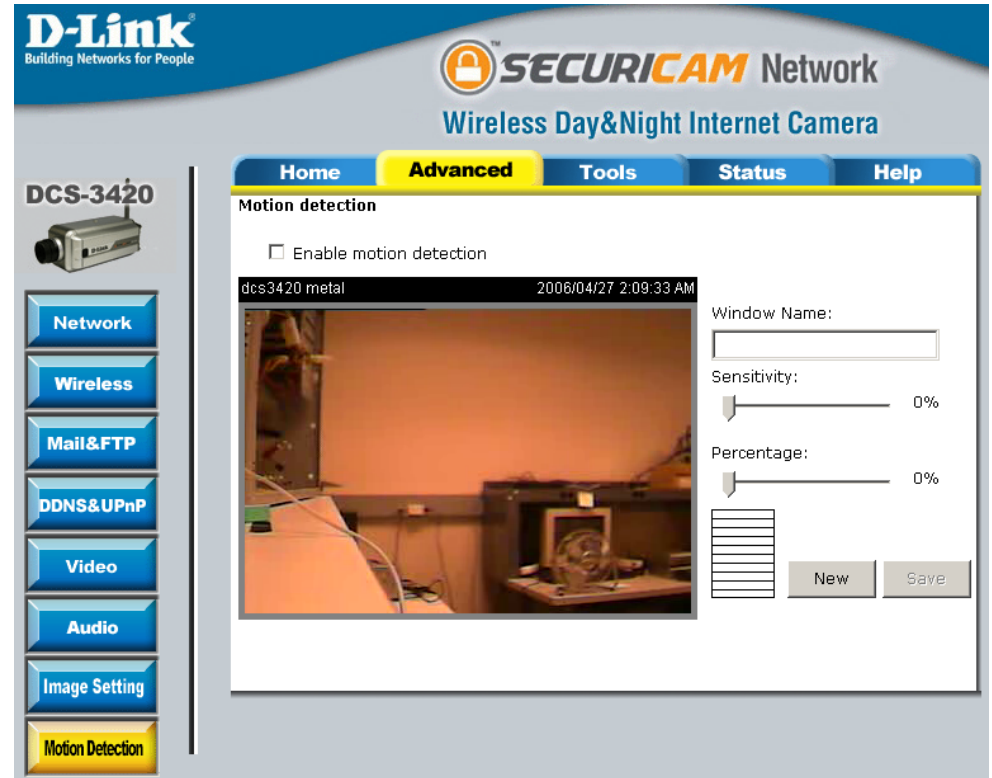 D-Link®
Building Networks for People
™SECURICAM Network
Wireless Day&Night Internet Camera
Home
Advanced
Tools
Status
Help
DCS-3420
Network
Wireless
Mail&FTP
DDNS&UPnP
Video
Audio
Image Setting
Motion Detection
Motion detection
Enable motion detection
dcs3420 metal 2006/04/27 2:09:33 AM
Window Name:
Sensitivity:
0%
Percentage:
0%
New
Save